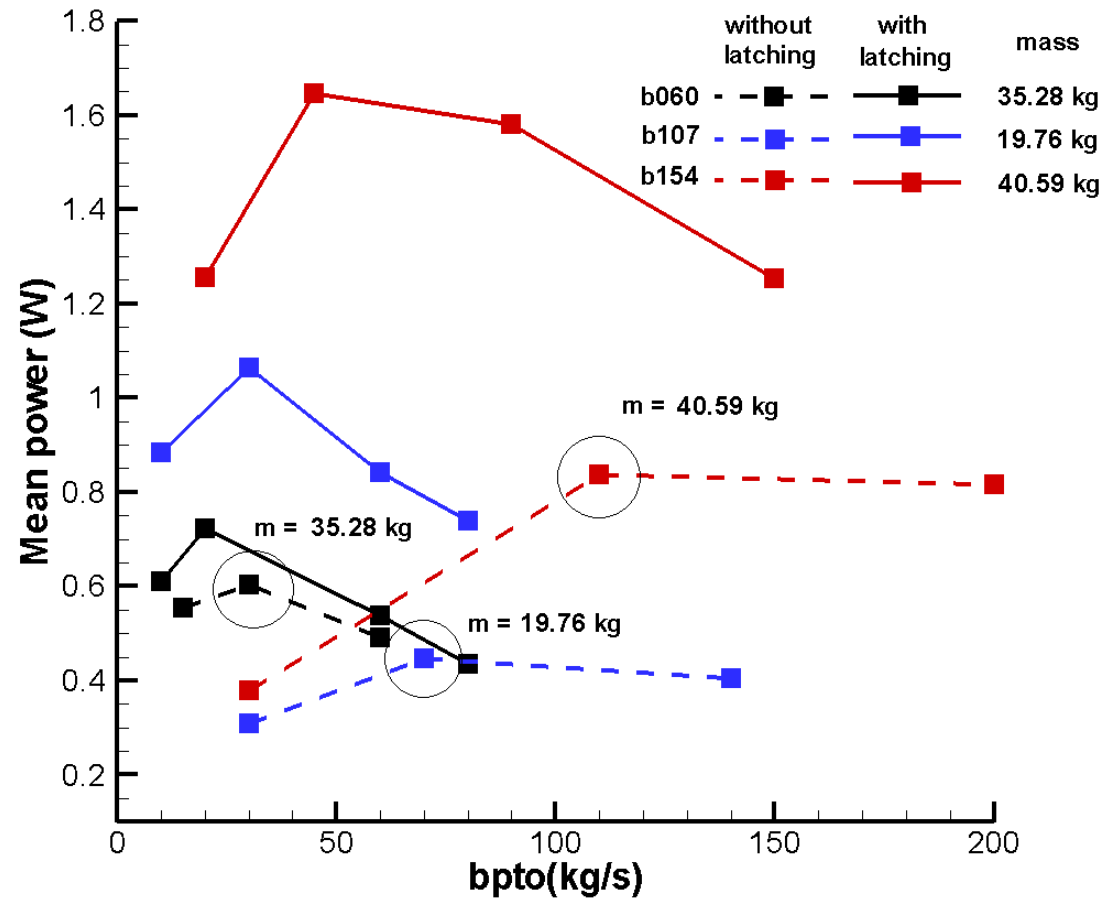 1.8
1.6
1.4
1.2
1
0.8
0.6
0.4
0.2
Mean power (W)
0
50
100
150
200
bpto(kg/s)
without latching
with latching
mass
b060
35.28 kg
b107
19.76 kg
b154
40.59 kg
m = 40.59 kg
m = 35.28 kg
m = 19.76 kg